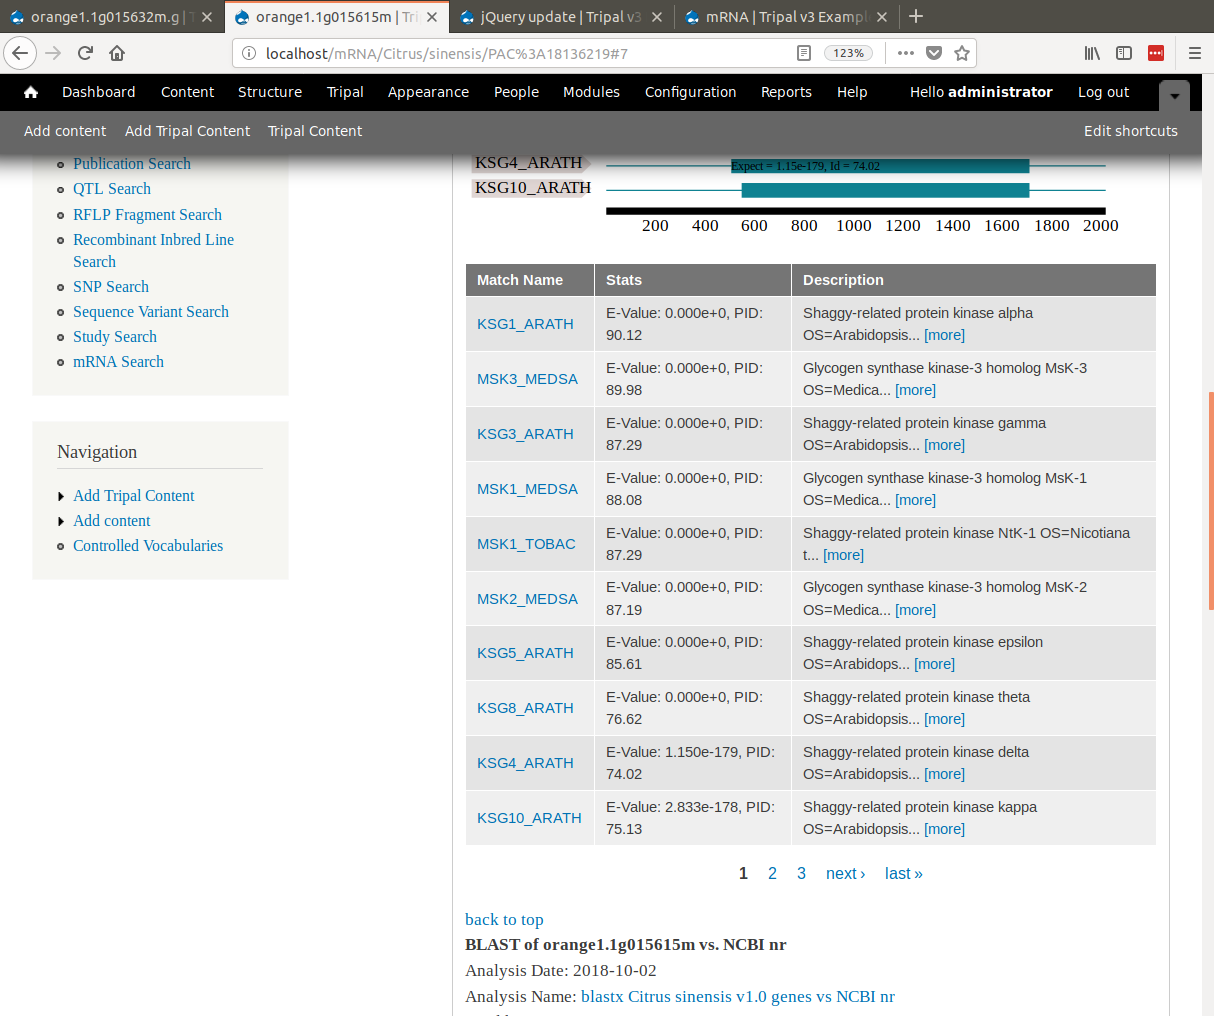 orange1.1g015632m.g | T
orange1.1g015615m | Tri
jQuery update | Tripal v3
mRNA | Tripal v3 Exampl
localhost/mRNA/Citrus/sinensis/PAC%3A18136219#7
123%
Dashboard Content Structure Tripal Appearance People Modules Configuration Reports Help Hello administrator Log out
Add content Add Tripal Content Tripal Content Edit shortcuts
Publication Search
QTL Search
RFLP Fragment Search
Recombinant Inbred Line
Search
SNP Search
Sequence Variant Search
Study Search
mRNA Search
Navigation
Add Tripal Content
Add content
Controlled Vocabularies
KSG4_ARATH
Expect = 1.15e-179, Id = 74.02
KSG10_ARATH
200 400 600 800 1000 1200 1400 1600 1800 2000
Match Name Stats Description
KSG1_ARATH E-Value: 0.000e+0, PID: 90.12 Shaggy-related protein kinase alpha OS=Arabidopsis... [more]
MSK3_MEDSA E-Value: 0.000e+0, PID: 89.98 Glycogen synthase kinase-3 homolog MsK-3 OS=Medica... [more]
KSG3_ARATH E-Value: 0.000e+0, PID: 87.29 Shaggy-related protein kinase gamma OS=Arabidopsis... [more]
MSK1_MEDSA E-Value: 0.000e+0, PID: 88.08 Glycogen synthase kinase-3 homolog MsK-1 OS=Medica... [more]
MSK1_TOBAC E-Value: 0.000e+0, PID: 87.29 Shaggy-related protein kinase NtK-1 OS=Nicotiana t... [more]
MSK2_MEDSA E-Value: 0.000e+0, PID: 87.19 Glycogen synthase kinase-3 homolog MsK-2 OS=Medica... [more]
KSG5_ARATH E-Value: 0.000e+0, PID: 85.61 Shaggy-related protein kinase epsilon OS=Arabidops... [more]
KSG8_ARATH E-Value: 0.000e+0, PID: 76.62 Shaggy-related protein kinase theta OS=Arabidopsis... [more]
KSG4_ARATH E-Value: 1.150e-179, PID: 74.02 Shaggy-related protein kinase delta OS=Arabidopsis... [more]
KSG10_ARATH E-Value: 2.833e-178, PID: 75.13 Shaggy-related protein kinase kappa OS=Arabidopsis... [more]
1 2 3 next › last »
back to top
BLAST of orange1.1g015615m vs. NCBI nr
Analysis Date: 2018-10-02
Analysis Name: blastx Citrus sinensis v1.0 genes vs NCBI nr